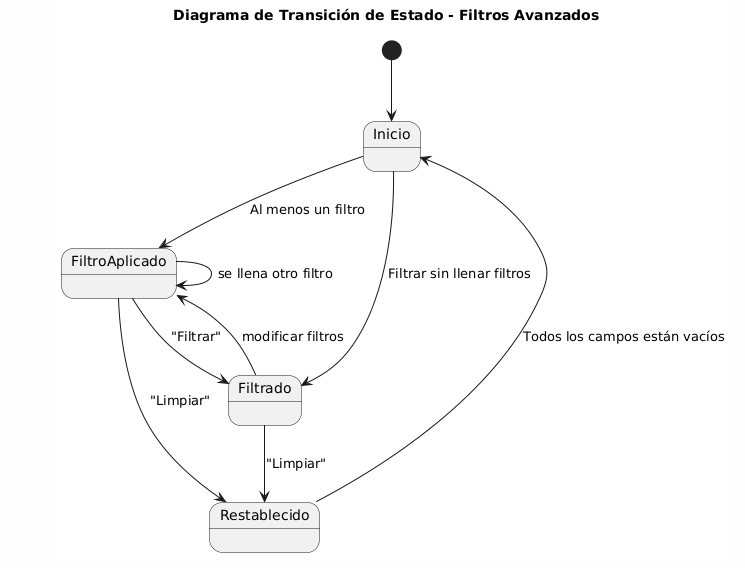 Diagrama de Transición de Estado - Filtros Avanzados
Inicio
Al menos un filtro
FiltroAplicado
se llena otro filtro
Filtrar sin llenar filtros
"Filtrar"
modificar filtros
Todos los campos están vacíos
Filtrado
"Limpiar"
"Limpiar"
Restablecido